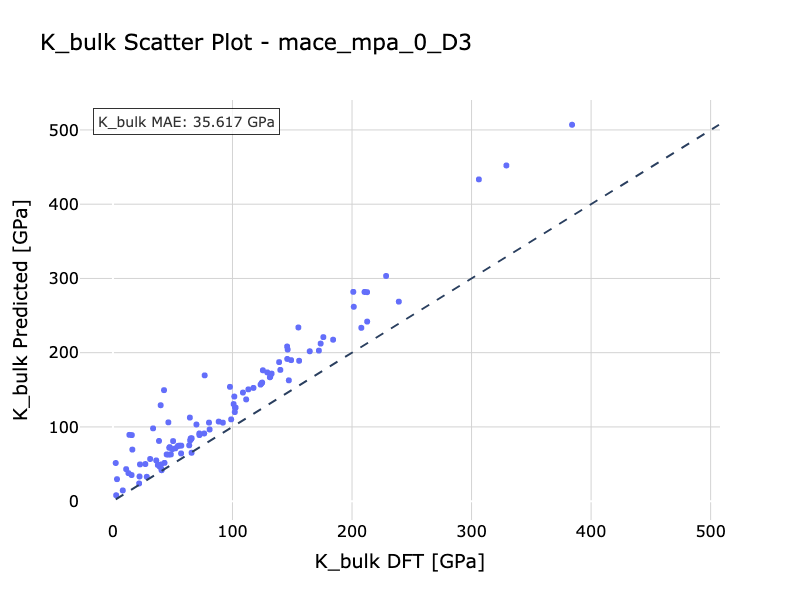 K_bulk Scatter Plot - mace_mpa_0_D3
K_bulk MAE: 35.617 GPa
500
400
300
200
100
0
K_bulk Predicted [GPa]
0 100 200 300 400 500
K_bulk DFT [GPa]